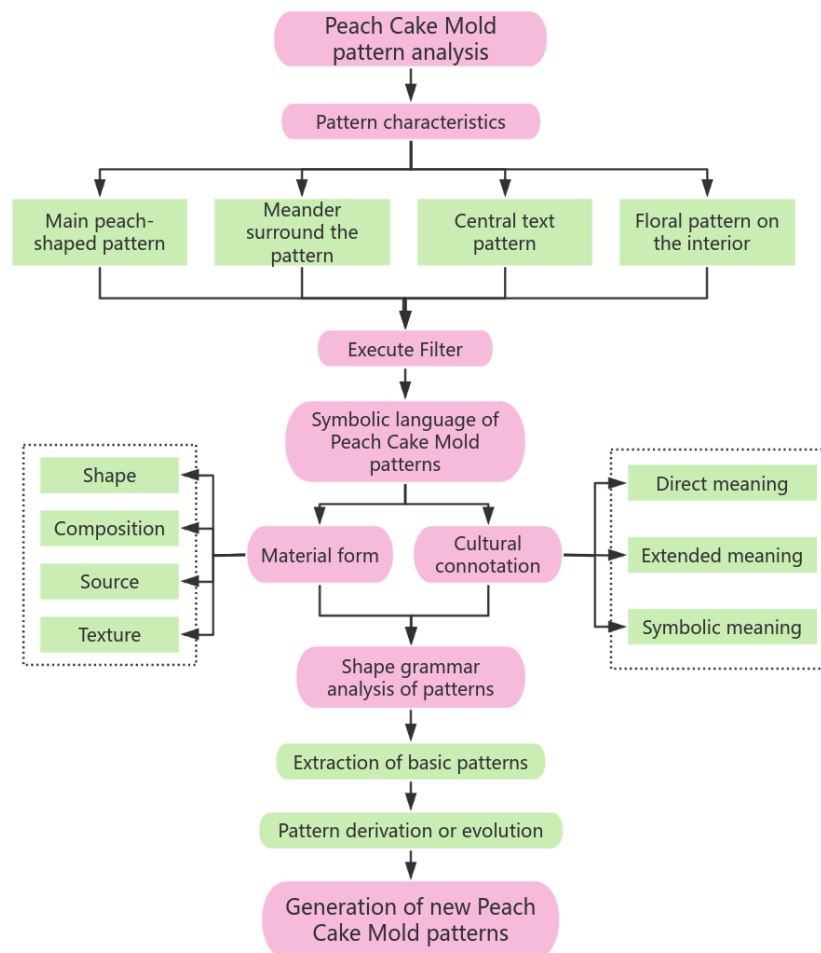 Peach Cake Mold
pattern analysis
Pattern characteristics
Main peach-
shaped pattern
Meander
surround the
pattern
Central text
pattern
Floral pattern on
the interior
Execute Filter
Symbolic language of
Peach Cake Mold
patterns
Shape
Composition
Source
Texture
Material form
Cultural
connotation
Direct meaning
Extended meaning
Symbolic meaning
Shape grammar
analysis of patterns
Extraction of basic patterns
Pattern derivation or evolution
Generation of new Peach
Cake Mold patterns